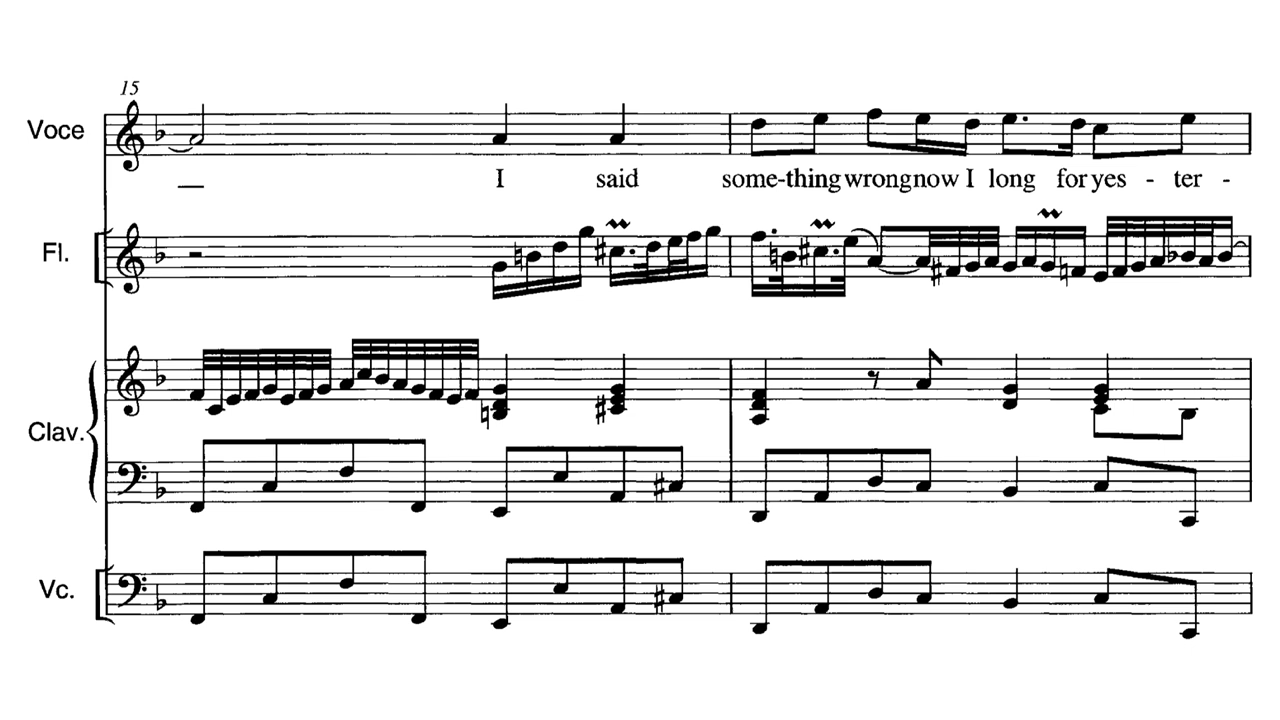 15
Voce
I said some-thing wrong now I long for yes - ter -
Fl.
Clav.
Vc.